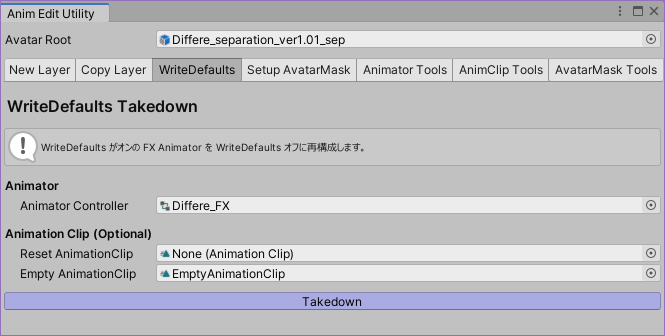 Anim Edit Utility
Avatar Root Differe_separation_ver1.01_sep
New Layer Copy Layer WriteDefaults Setup AvatarMask Animator Tools AnimClip Tools AvatarMask Tools
WriteDefaults Takedown
WriteDefaults がオンの FX Animator を WriteDefaults オフに再構成します。
Animator
Animator Controller Differe_FX
Animation Clip (Optional)
Reset AnimationClip None (Animation Clip)
Empty AnimationClip EmptyAnimationClip
Takedown